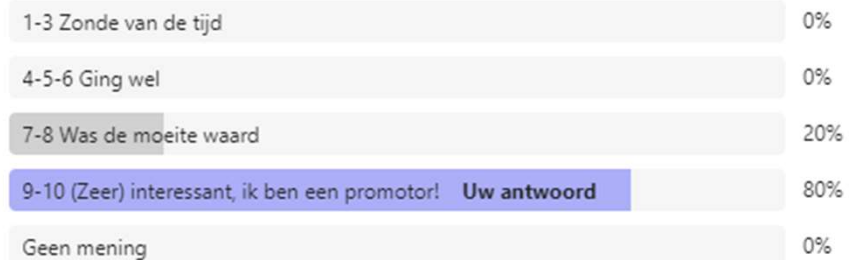 1-3 Zonde van de tijd 0%
4-5-6 Ging wel 0%
7-8 Was de moeite waard 20%
9-10 (Zeer) interessant, ik ben een promotor! Uw antwoord 80%
Geen mening 0%